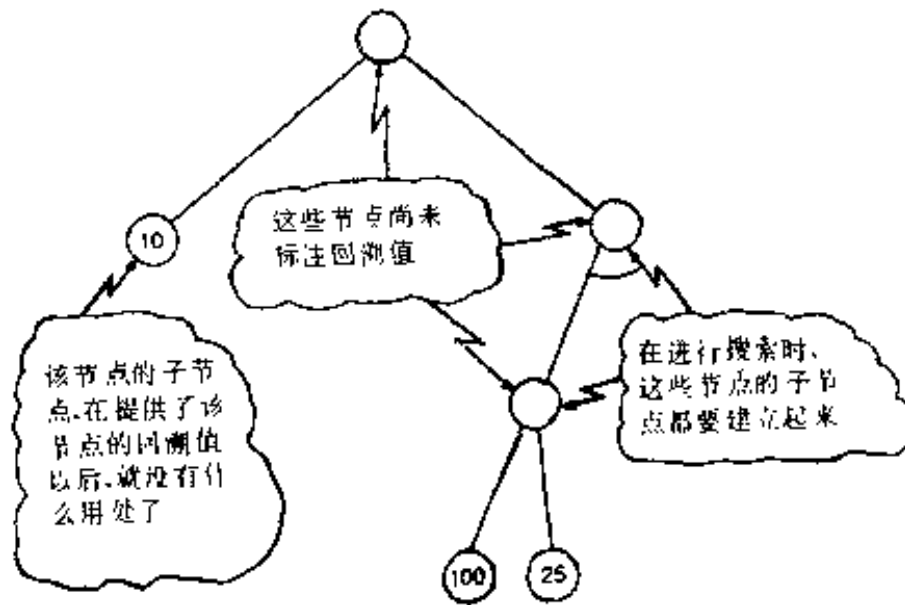 这些节点尚未
标注回溯值
10
该节点的子节
点、在提供了该
节点的回溯值
以后、就没有什
么用处了
在进行搜索时、
这些节点的子节
点都要建立起来
100
25